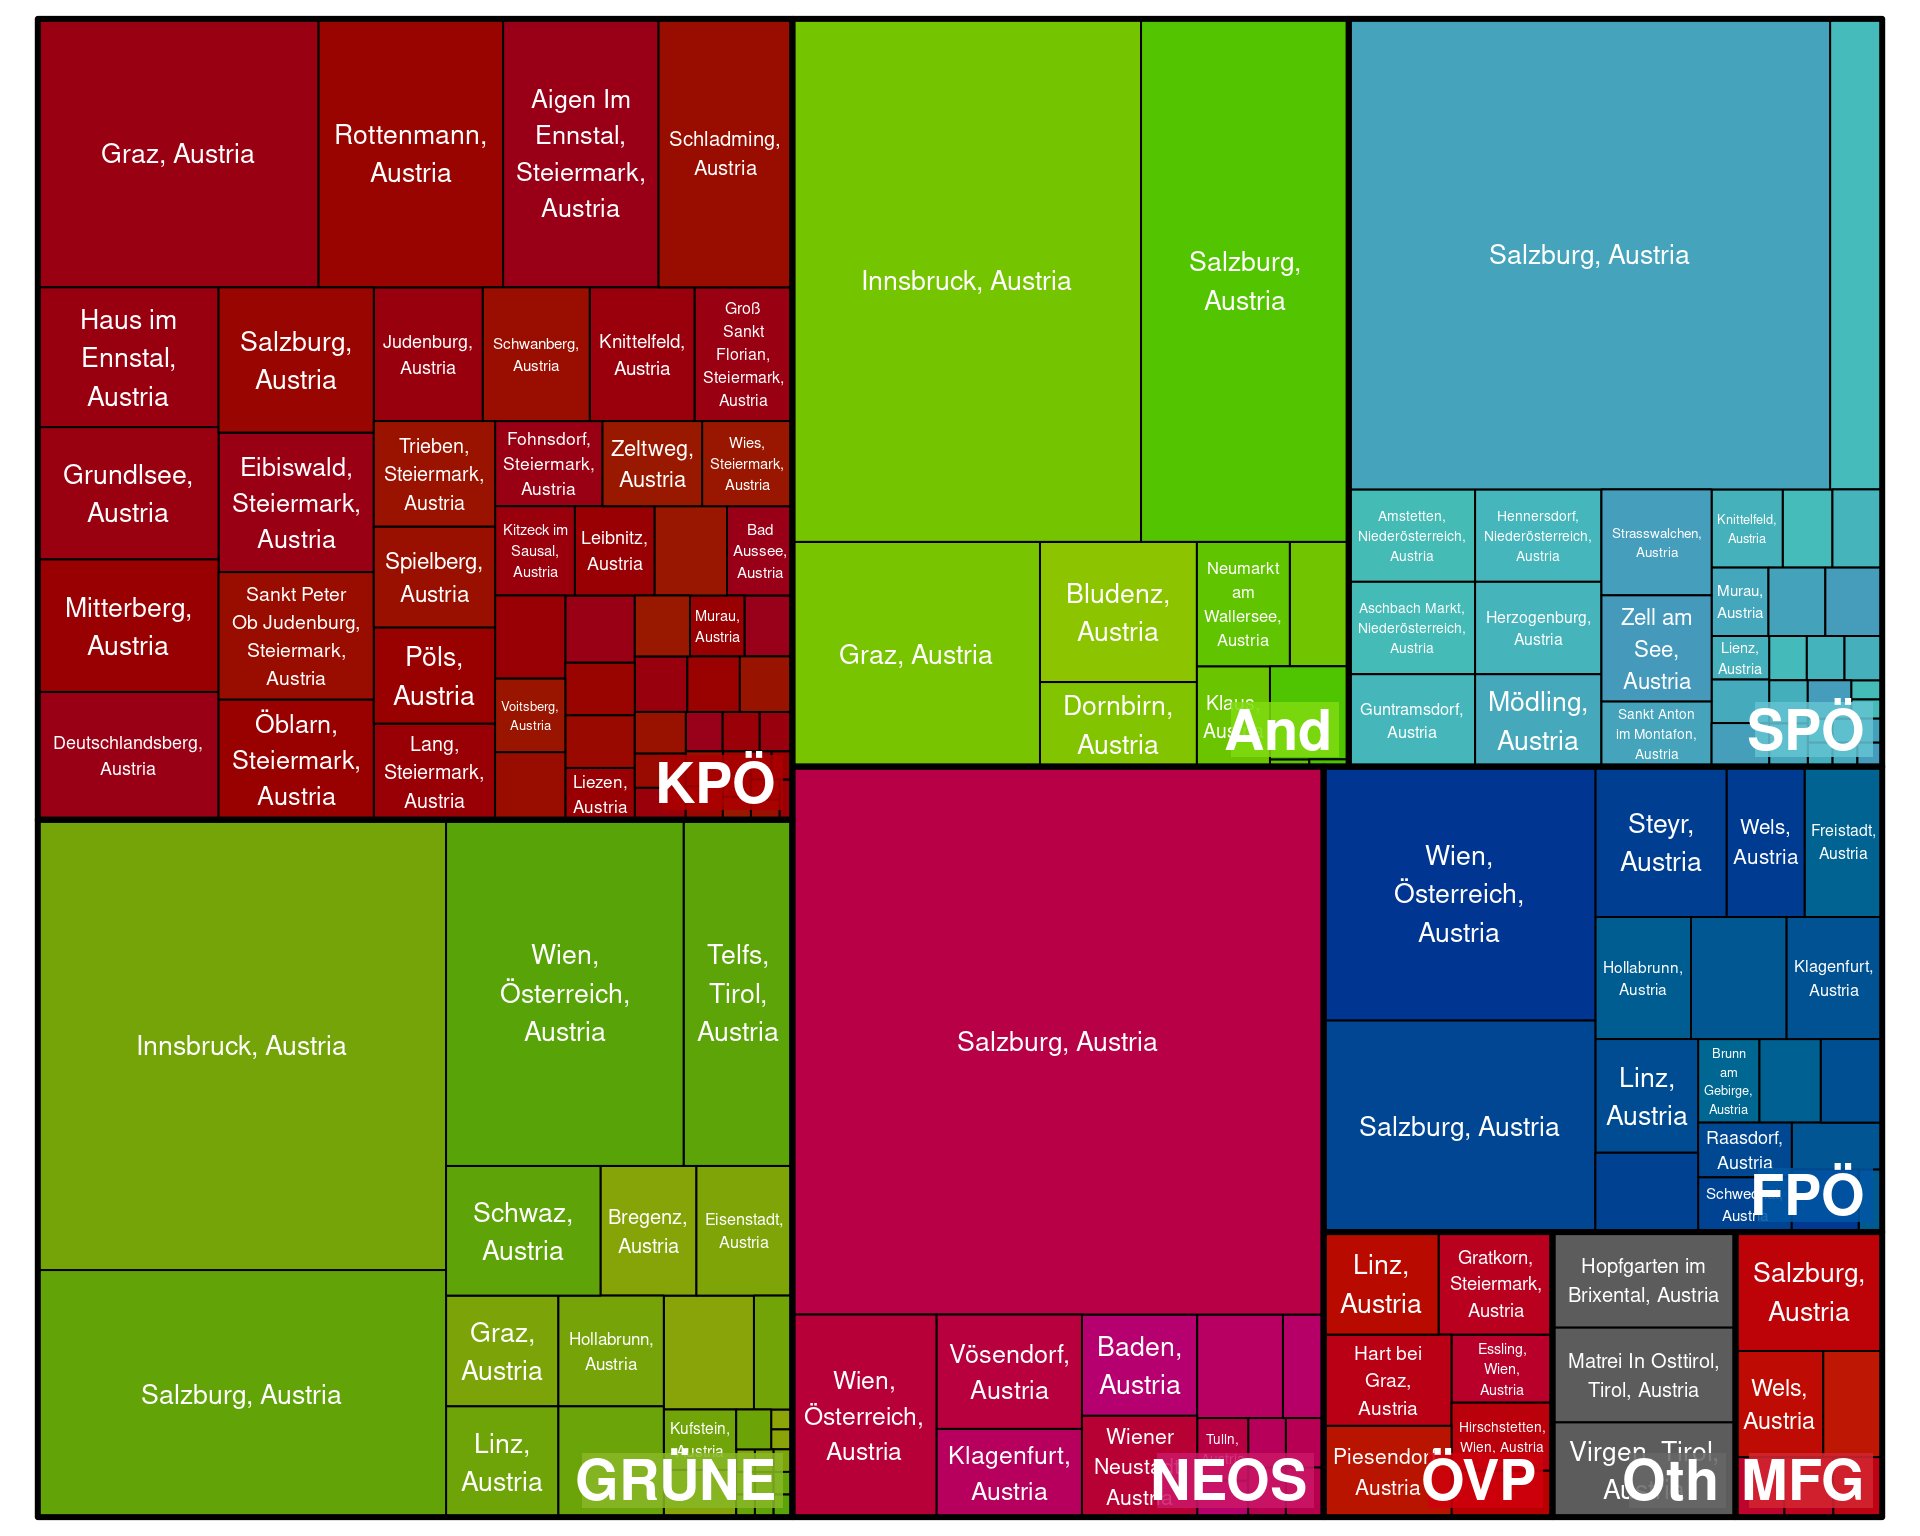 Graz, Austria
Rottenmann,
Austria
Aigen Im
Ennstal,
Steiermark,
Austria
Schladming,
Austria
Haus im
Ennstal,
Austria
Salzburg,
Austria
Judenburg,
Austria
Schwanberg,
Austria
Knittelfeld,
Austria
Groß
Sankt
Florian,
Steiermark,
Austria
Grundlsee,
Austria
Eibiswald,
Steiermark,
Austria
Trieben,
Steiermark,
Austria
Fohnsdorf,
Steiermark,
Austria
Zeltweg,
Austria
Wies,
Steiermark,
Austria
Kitzeck im
Sausal,
Austria
Leibnitz,
Austria
Bad
Aussee,
Austria
Spielberg,
Austria
Mitterberg,
Austria
Sankt Peter
Ob Judenburg,
Steiermark,
Austria
Murau,
Austria
Pöls,
Austria
Voitsberg,
Austria
Deutschlandsberg,
Austria
Öblarn,
Steiermark,
Austria
Lang,
Steiermark,
Austria
Liezen,
Austria
KPÖ
Innsbruck, Austria
Salzburg,
Austria
Graz, Austria
Bludenz,
Austria
Dornbirn,
Austria
Neumarkt
am
Wallersee,
Austria
Klaus,
And
Salzburg, Austria
Amstetten,
Niederösterreich,
Austria
Hennersdorf,
Niederösterreich,
Austria
Strasswalchen,
Austria
Knittelfeld,
Austria
Aschbach Markt,
Niederösterreich,
Austria
Herzogenburg,
Austria
Zell am
See,
Austria
Murau,
Austria
Lienz,
Austria
Guntramsdorf,
Austria
Mödling,
Austria
Sankt Anton
im Montafon,
Austria
SPÖ
Innsbruck, Austria
Wien,
Österreich,
Austria
Telfs,
Tirol,
Austria
Salzburg, Austria
Schwaz,
Austria
Bregenz,
Austria
Eisenstadt,
Austria
Graz,
Austria
Hollabrunn,
Austria
Linz,
Austria
Kufstein,
Austria
GRÜNE
Salzburg, Austria
Wien,
Österreich,
Austria
Vösendorf,
Austria
Klagenfurt,
Austria
Baden,
Austria
Wiener
Neustadt,
Austria
Tulln,
NEOS
Wien,
Österreich,
Austria
Salzburg, Austria
Steyr,
Austria
Wels,
Austria
Freistadt,
Austria
Hollabrunn,
Austria
Klagenfurt,
Austria
Linz,
Austria
Brunn
am
Gebirge,
Austria
Raasdorf,
Austria
Austria
FPÖ
Linz,
Austria
Gratkorn,
Steiermark,
Austria
Hart bei
Graz,
Austria
Essling,
Wien,
Austria
Hirschstetten,
Wien, Austria
Piesendorf,
Austria
ÖVP
Hopfgarten im
Brixental, Austria
Matrei In Osttirol,
Tirol, Austria
Virgen, Tirol,
Austria
Oth
Salzburg,
Austria
Wels,
Austria
MFG